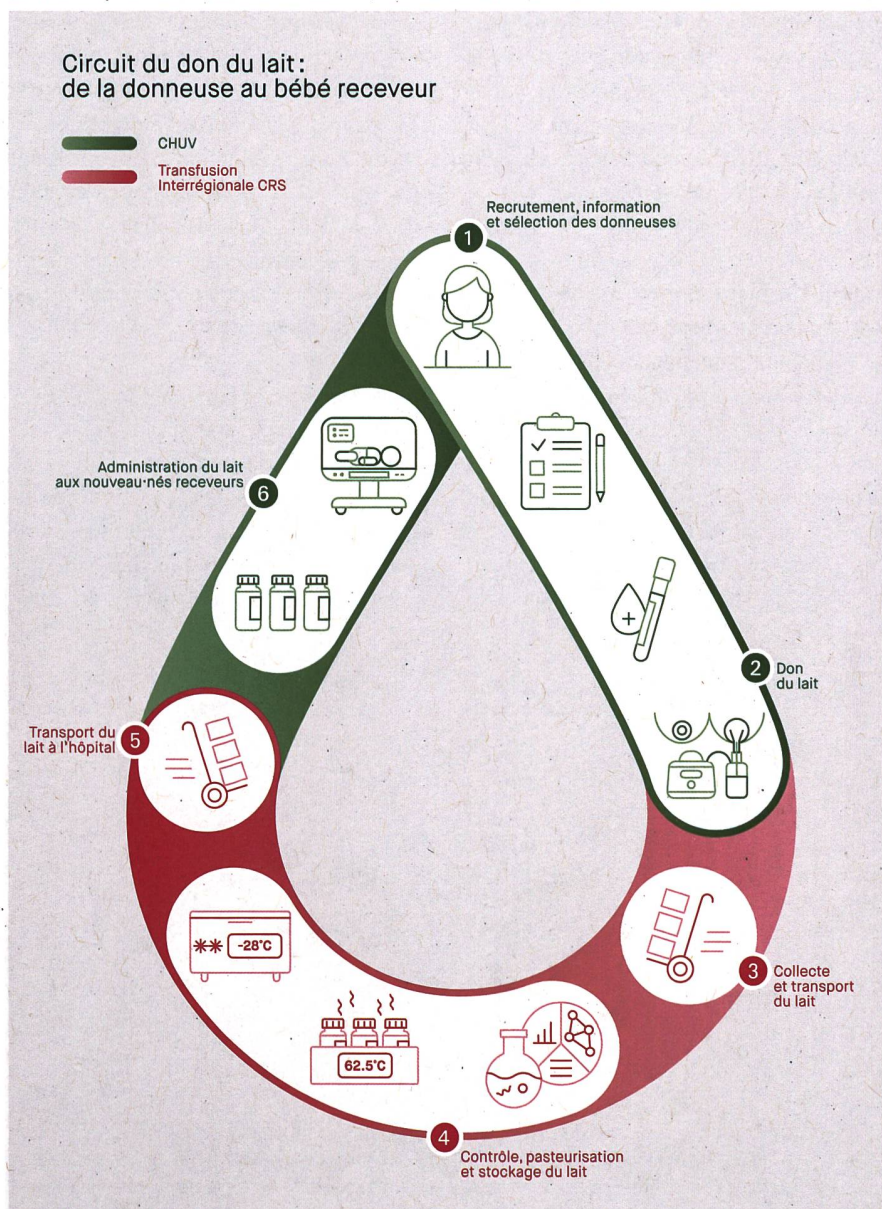 Circuit du don du lait :
de la donneuse au bébé receveur
CHUV
Transfusion
Interrégionale CRS
1
Recrutement, information
et sélection des donneuses
2
Don
du lait
3
Collecte
et transport
du lait
4
Contrôle, pasteurisation
et stockage du lait
62.5°C
-28°C
5
Transport du
lait à l'hôpital
6
Administration du lait
aux nouveau·nés receveurs